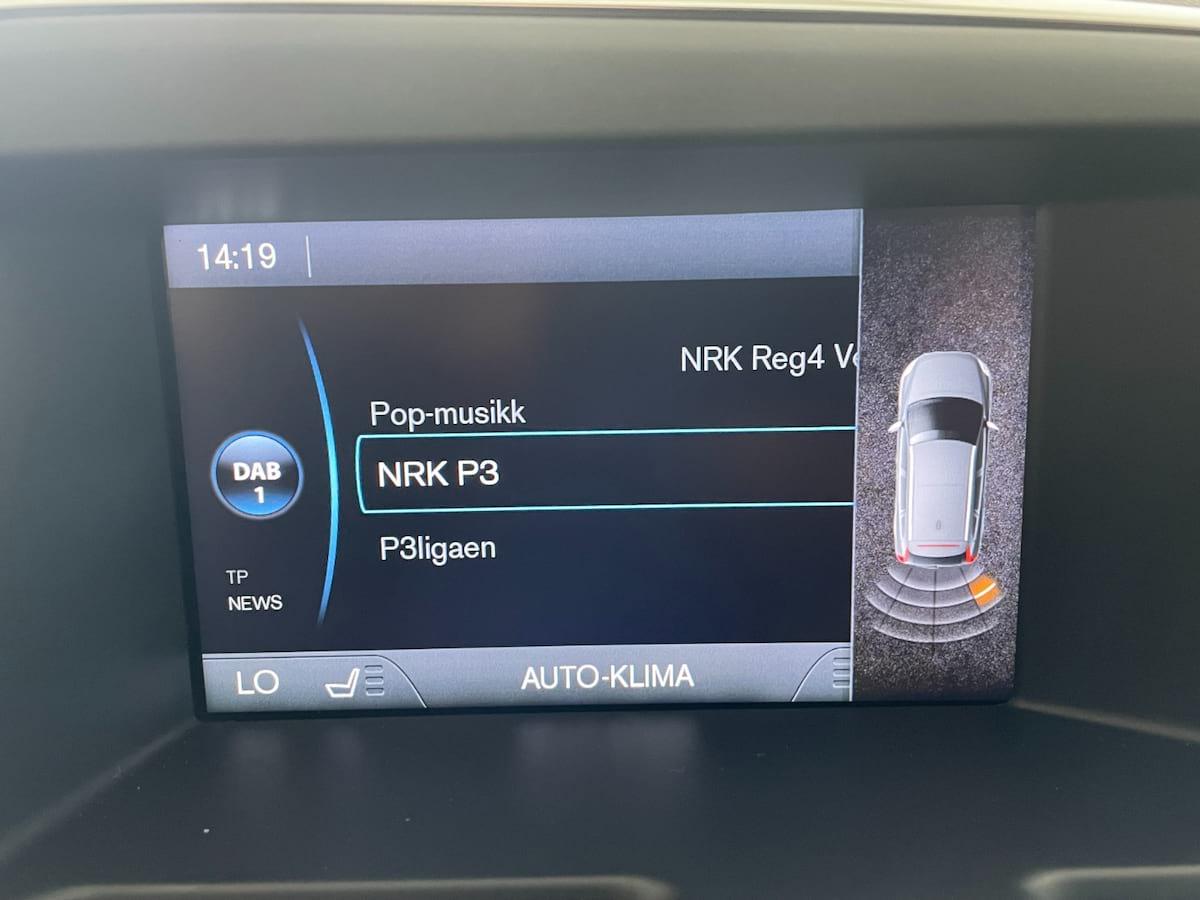 14:19
NRK Reg4
Pop-musikk
DAB
1
NRK P3
P3ligaen
TP
NEWS
LO
AUTO-KLIMA